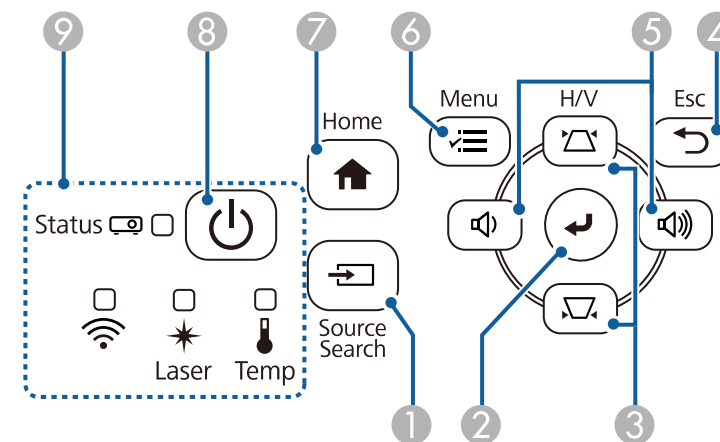 9 8 7 6 5 4
Menu H/V Esc
Home
Status
Source
Search
Laser Temp
1 2 3